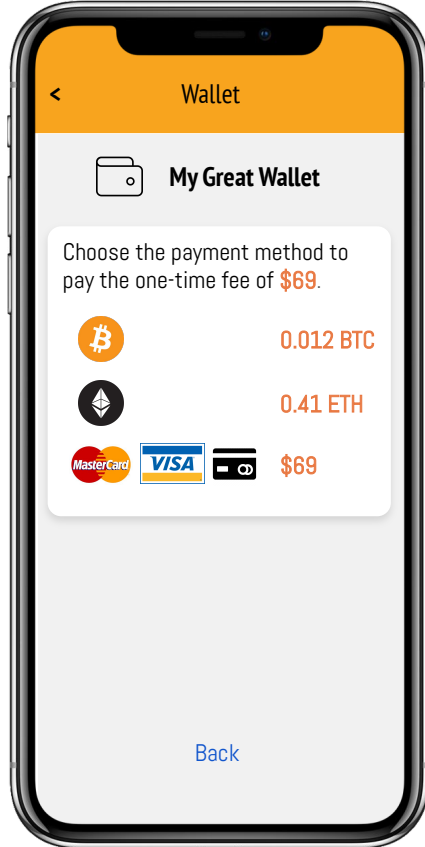 < Wallet
My Great Wallet
Choose the payment method to
pay the one-time fee of $69.
0.012 BTC
0.41 ETH
MasterCard VISA $69
Back